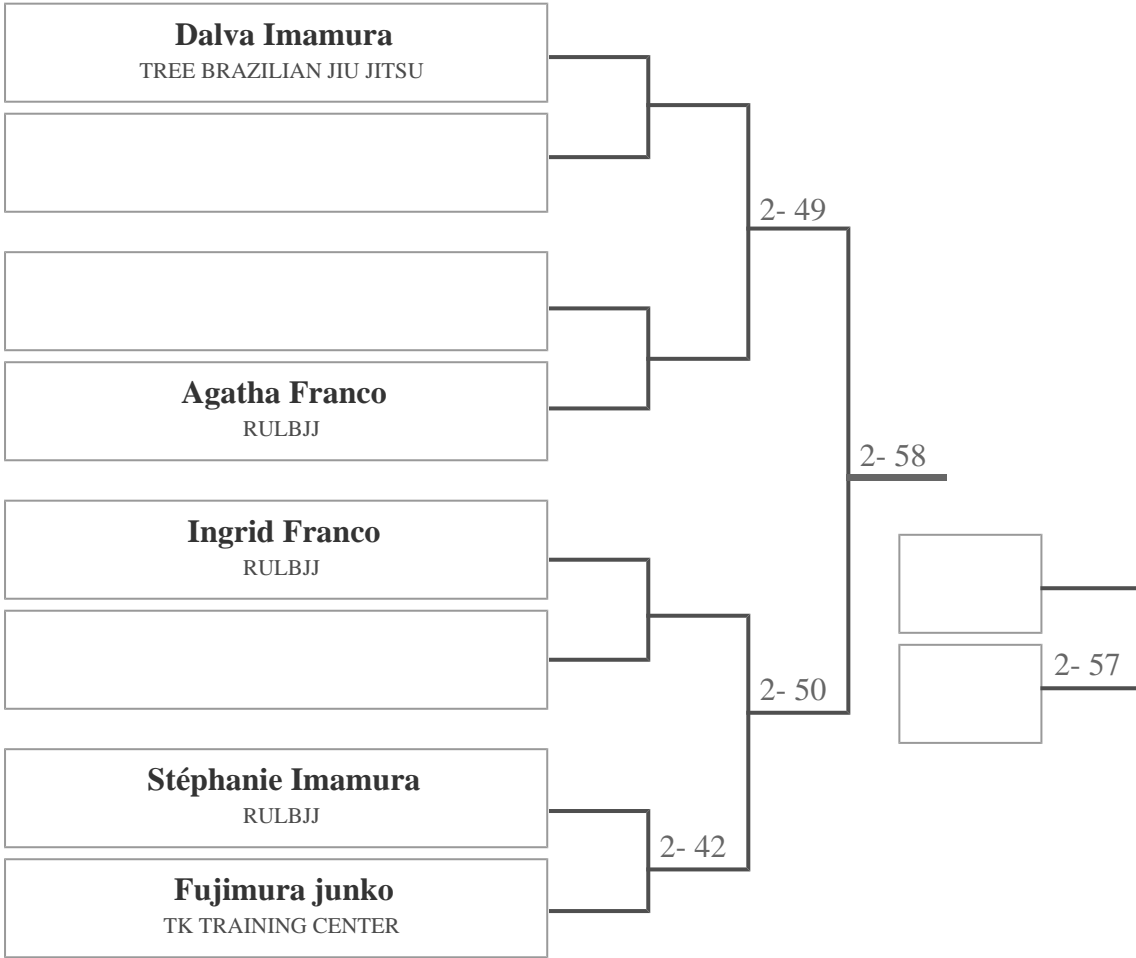 Dalva Imamura
TREE BRAZILIAN JIU JITSU
2- 49
Agatha Franco
RULBJJ
2- 58
Ingrid Franco
RULBJJ
2- 57
2- 50
Stéphanie Imamura
RULBJJ
2- 42
Fujimura junko
TK TRAINING CENTER